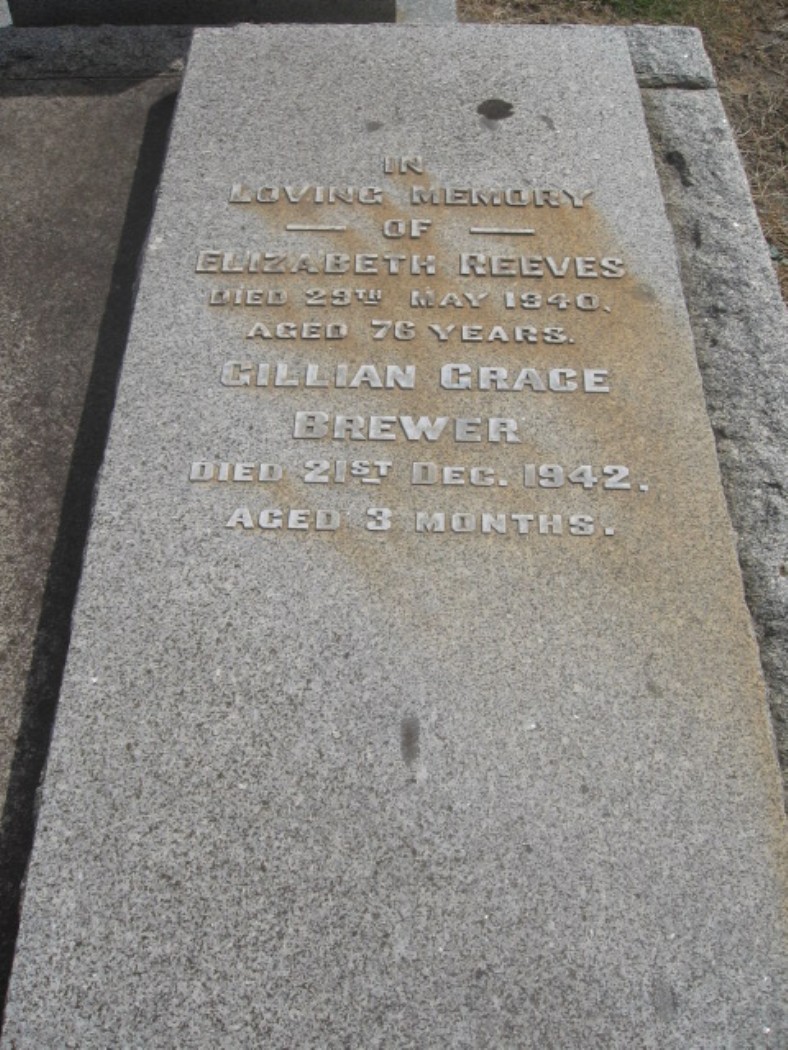 IN
LOVING MEMORY
— OF —
ELIZABETH REEVES
DIED 29TH MAY 1940.
AGED 76 YEARS.
GILLIAN GRACE
BREWER
DIED 21ST DEC. 1942.
AGED 3 MONTHS.